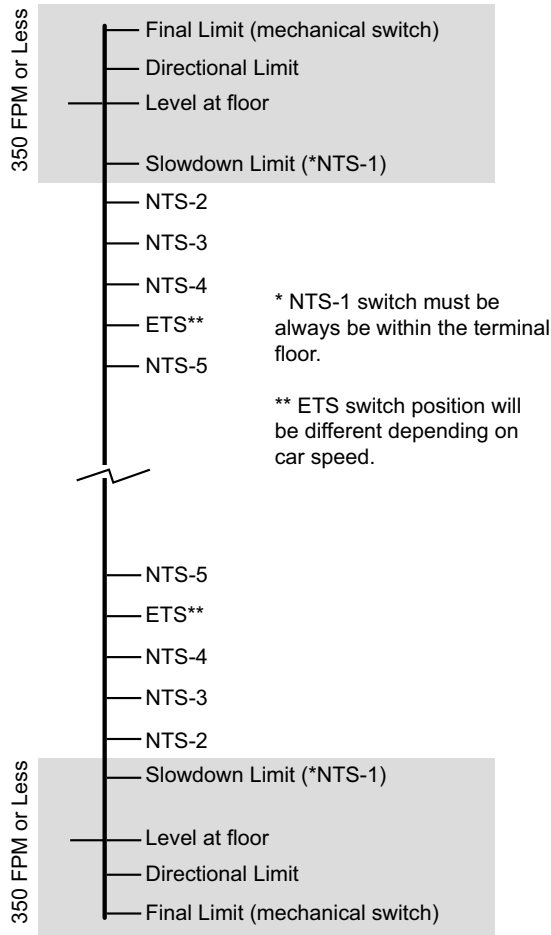 350 FPM or Less
Final Limit (mechanical switch)
Directional Limit
Level at floor
Slowdown Limit (*NTS-1)
NTS-2
NTS-3
NTS-4
ETS**
NTS-5
* NTS-1 switch must be
always be within the terminal
floor.
** ETS switch position will
be different depending on
car speed.
NTS-5
ETS**
NTS-4
NTS-3
NTS-2
350 FPM or Less
Slowdown Limit (*NTS-1)
Level at floor
Directional Limit
Final Limit (mechanical switch)